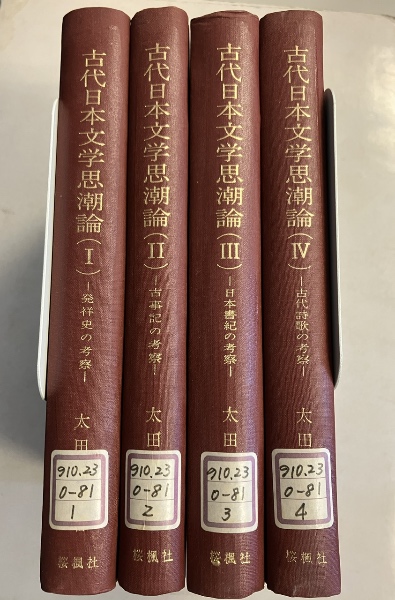 古代日本文学思潮論(I)
―発祥史の考察―
太田
910.23
0-81
1
桜楓社
古代日本文学思潮論(II)
―古事記の考察―
太田
910.23
0-81
2
桜楓社
古代日本文学思潮論(III)
―日本書紀の考察―
太田
910.23
0-81
3
桜楓社
古代日本文学思潮論(IV)
―古代詩歌の考察―
太田
910.23
0-81
4
桜楓社